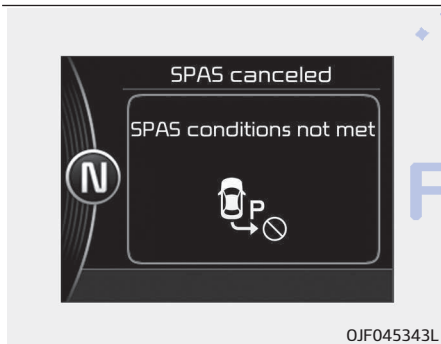 SPAS canceled
SPAS conditions not met
N
P
OJF045343L